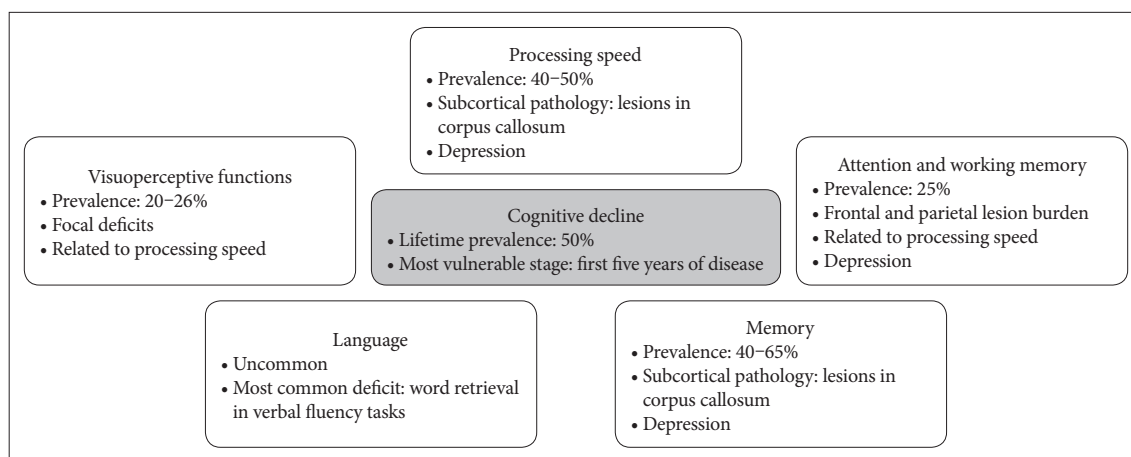 Processing speed
• Prevalence: 40−50%
• Subcortical pathology: lesions in
corpus callosum
• Depression
Visuoperceptive functions
• Prevalence: 20−26%
• Focal deficits
• Related to processing speed
Cognitive decline
• Lifetime prevalence: 50%
• Most vulnerable stage: first five years of disease
Attention and working memory
• Prevalence: 25%
• Frontal and parietal lesion burden
• Related to processing speed
• Depression
Language
• Uncommon
• Most common deficit: word retrieval
in verbal fluency tasks
Memory
• Prevalence: 40−65%
• Subcortical pathology: lesions in
corpus callosum
• Depression